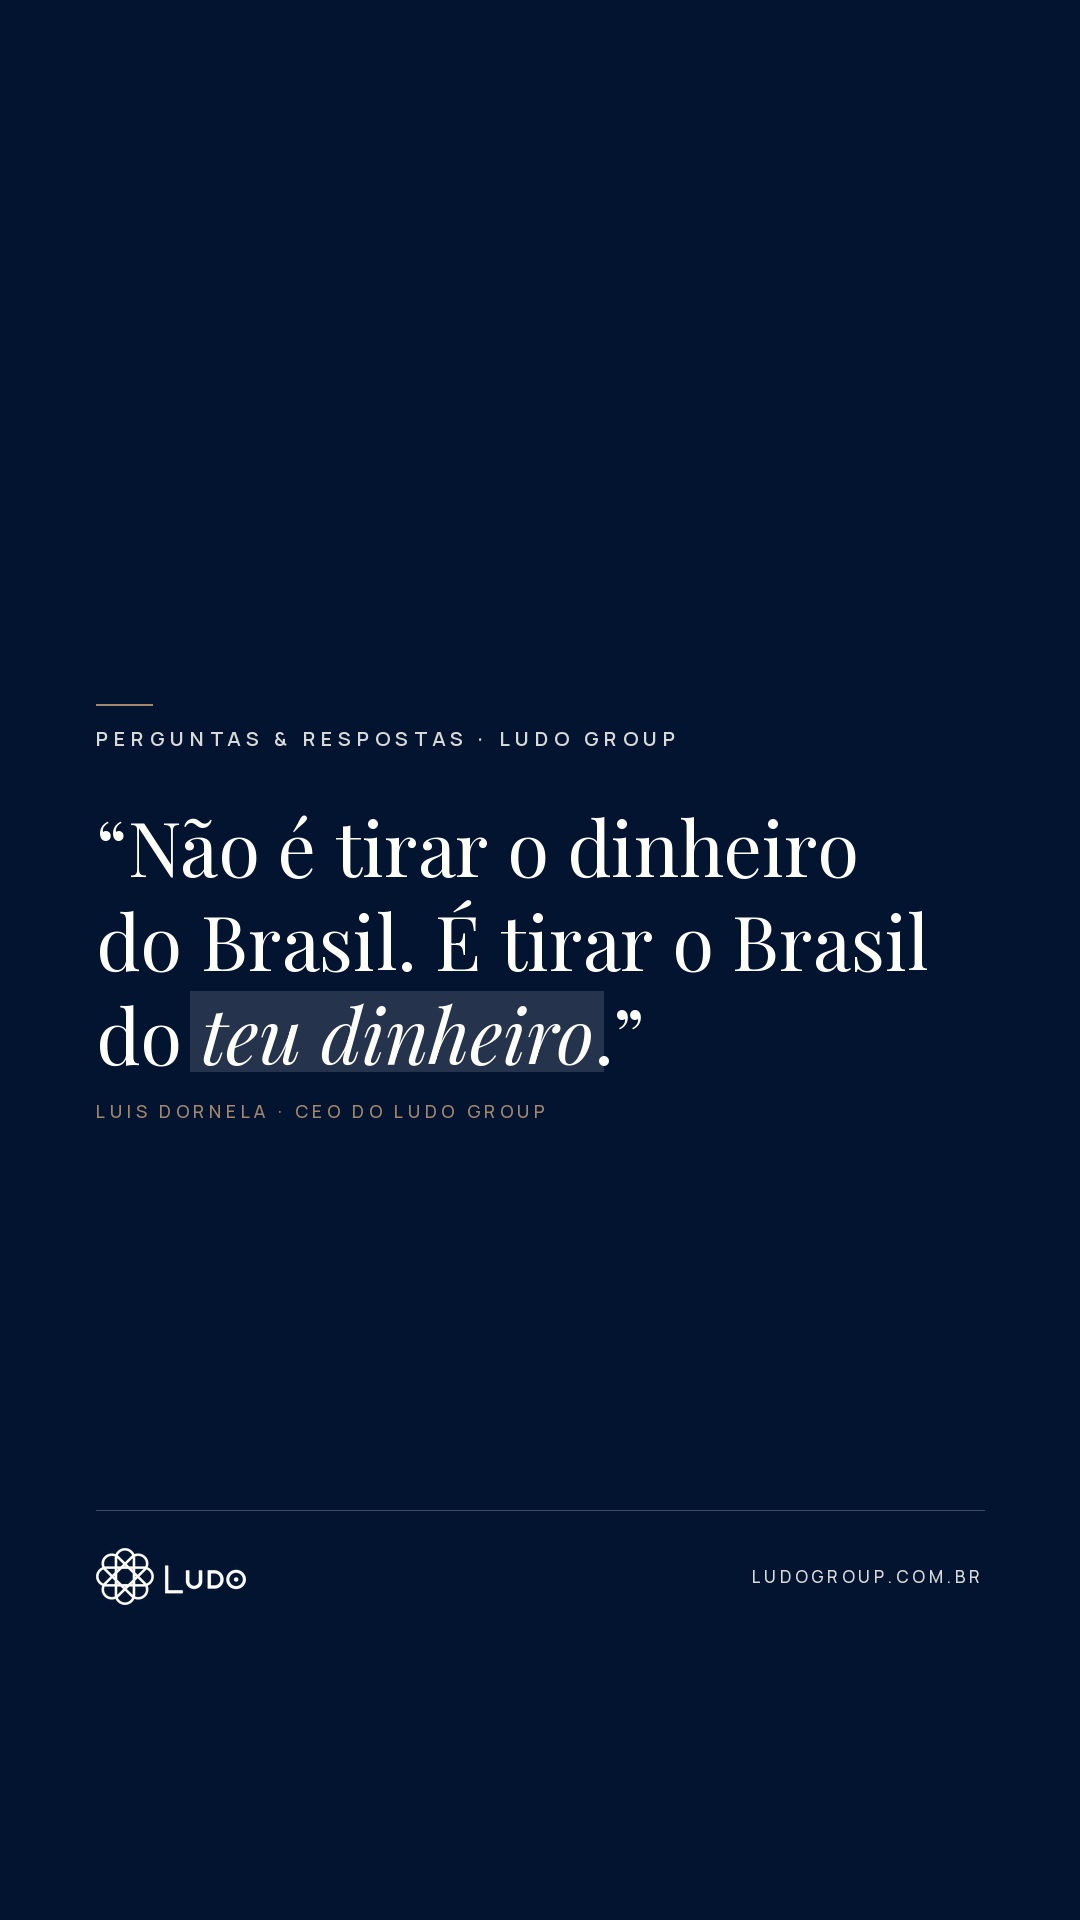 PERGUNTAS & RESPOSTAS · LUDO GROUP
“Não é tirar o dinheiro
do Brasil. É tirar o Brasil
do teu dinheiro.”
LUIS DORNELA · CEO DO LUDO GROUP
LUDO
LUDOGROUP.COM.BR